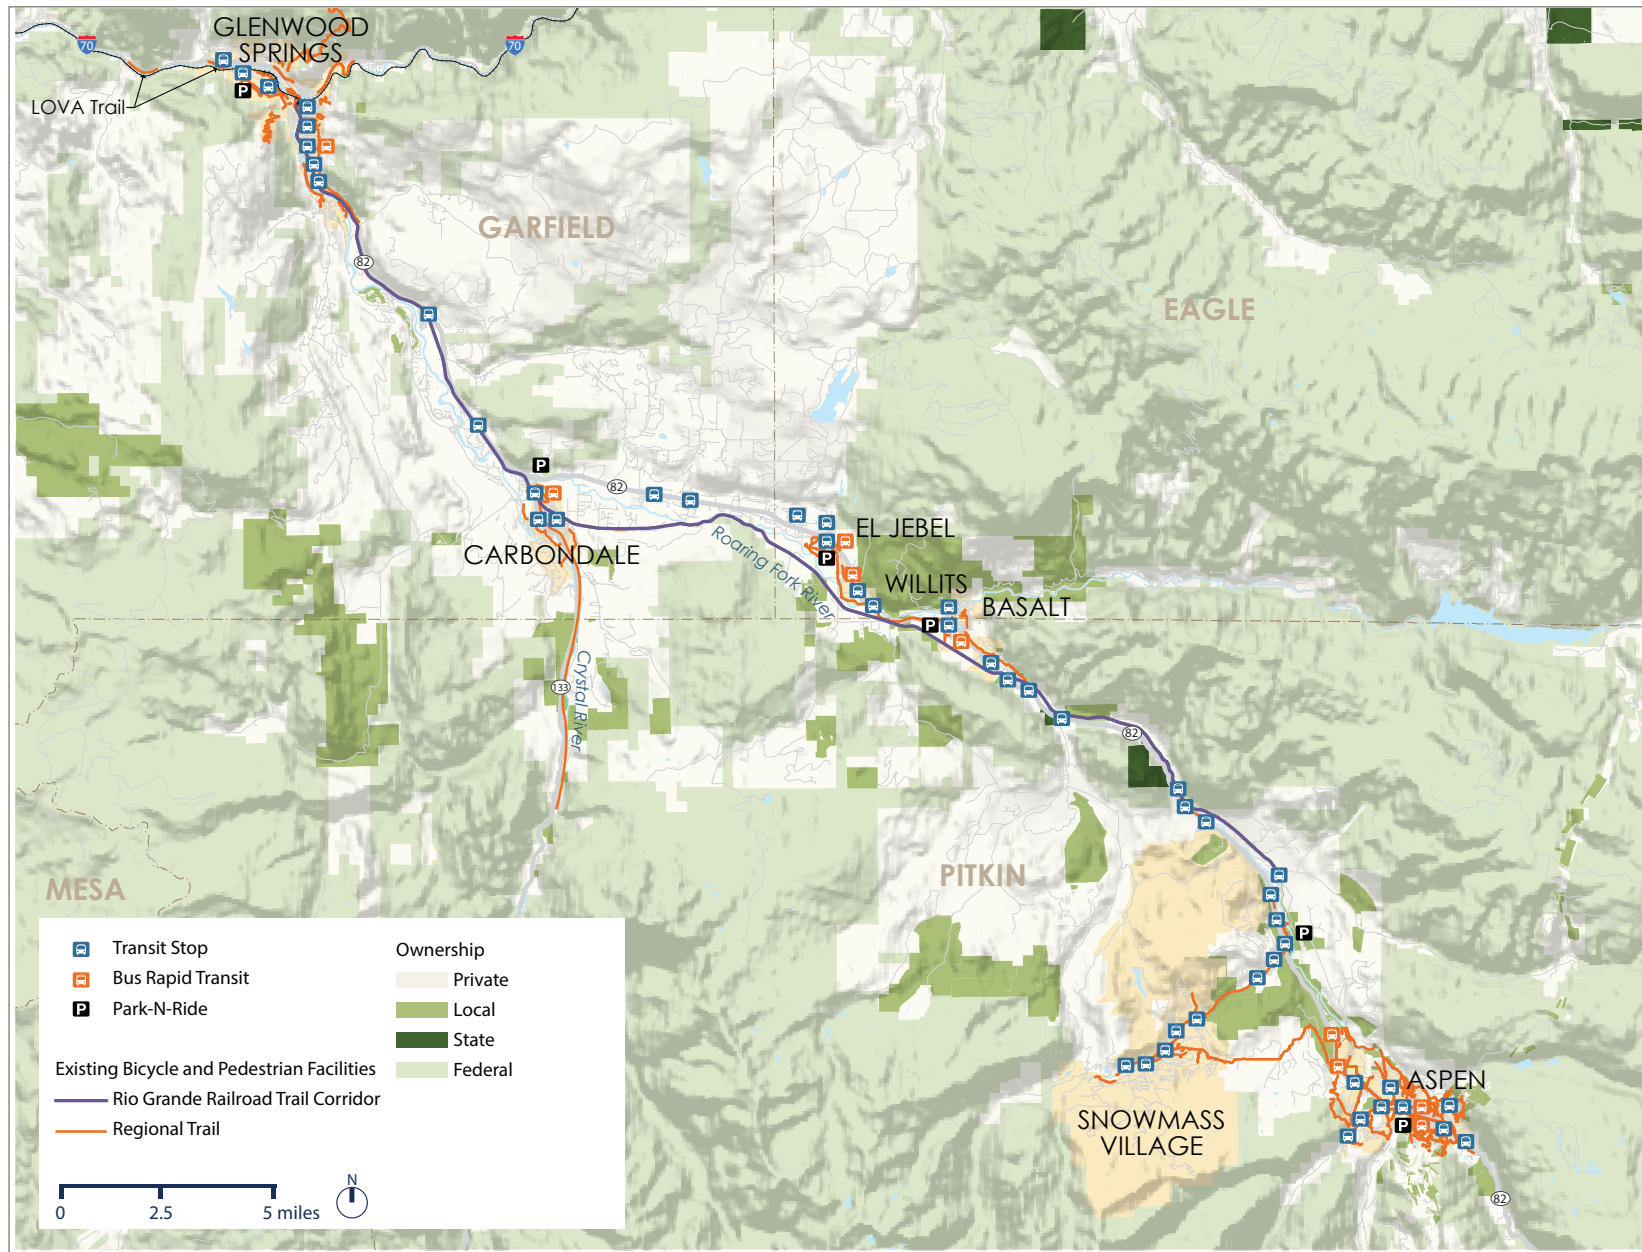 GLENWOOD
SPRINGS
70
70
LOVA Trail
P
GARFIELD
82
EAGLE
P
82
CARBONDALE
Roaring Fork River
EL JEBEL
P
WILLITS
BASALT
P
Crystal River
133
82
PITKIN
MESA
P
ASPEN
P
SNOWMASS
VILLAGE
82
Transit Stop
Bus Rapid Transit
P Park-N-Ride
Existing Bicycle and Pedestrian Facilities
Rio Grande Railroad Trail Corridor
Regional Trail
Ownership
Private
Local
State
Federal
0 2.5 5 miles
N